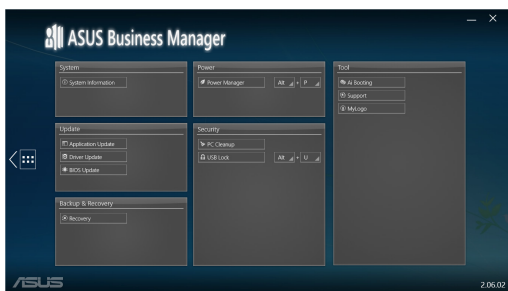 ASUS Business Manager
System
System Information
Power
Power Manager
Alt + P
Tool
Ai Booting
Support
MyLogo
Update
Application Update
Driver Update
BIOS Update
Security
PC Cleanup
USB Lock
Alt + U
Backup & Recovery
Recovery
ASUS
2.06.02